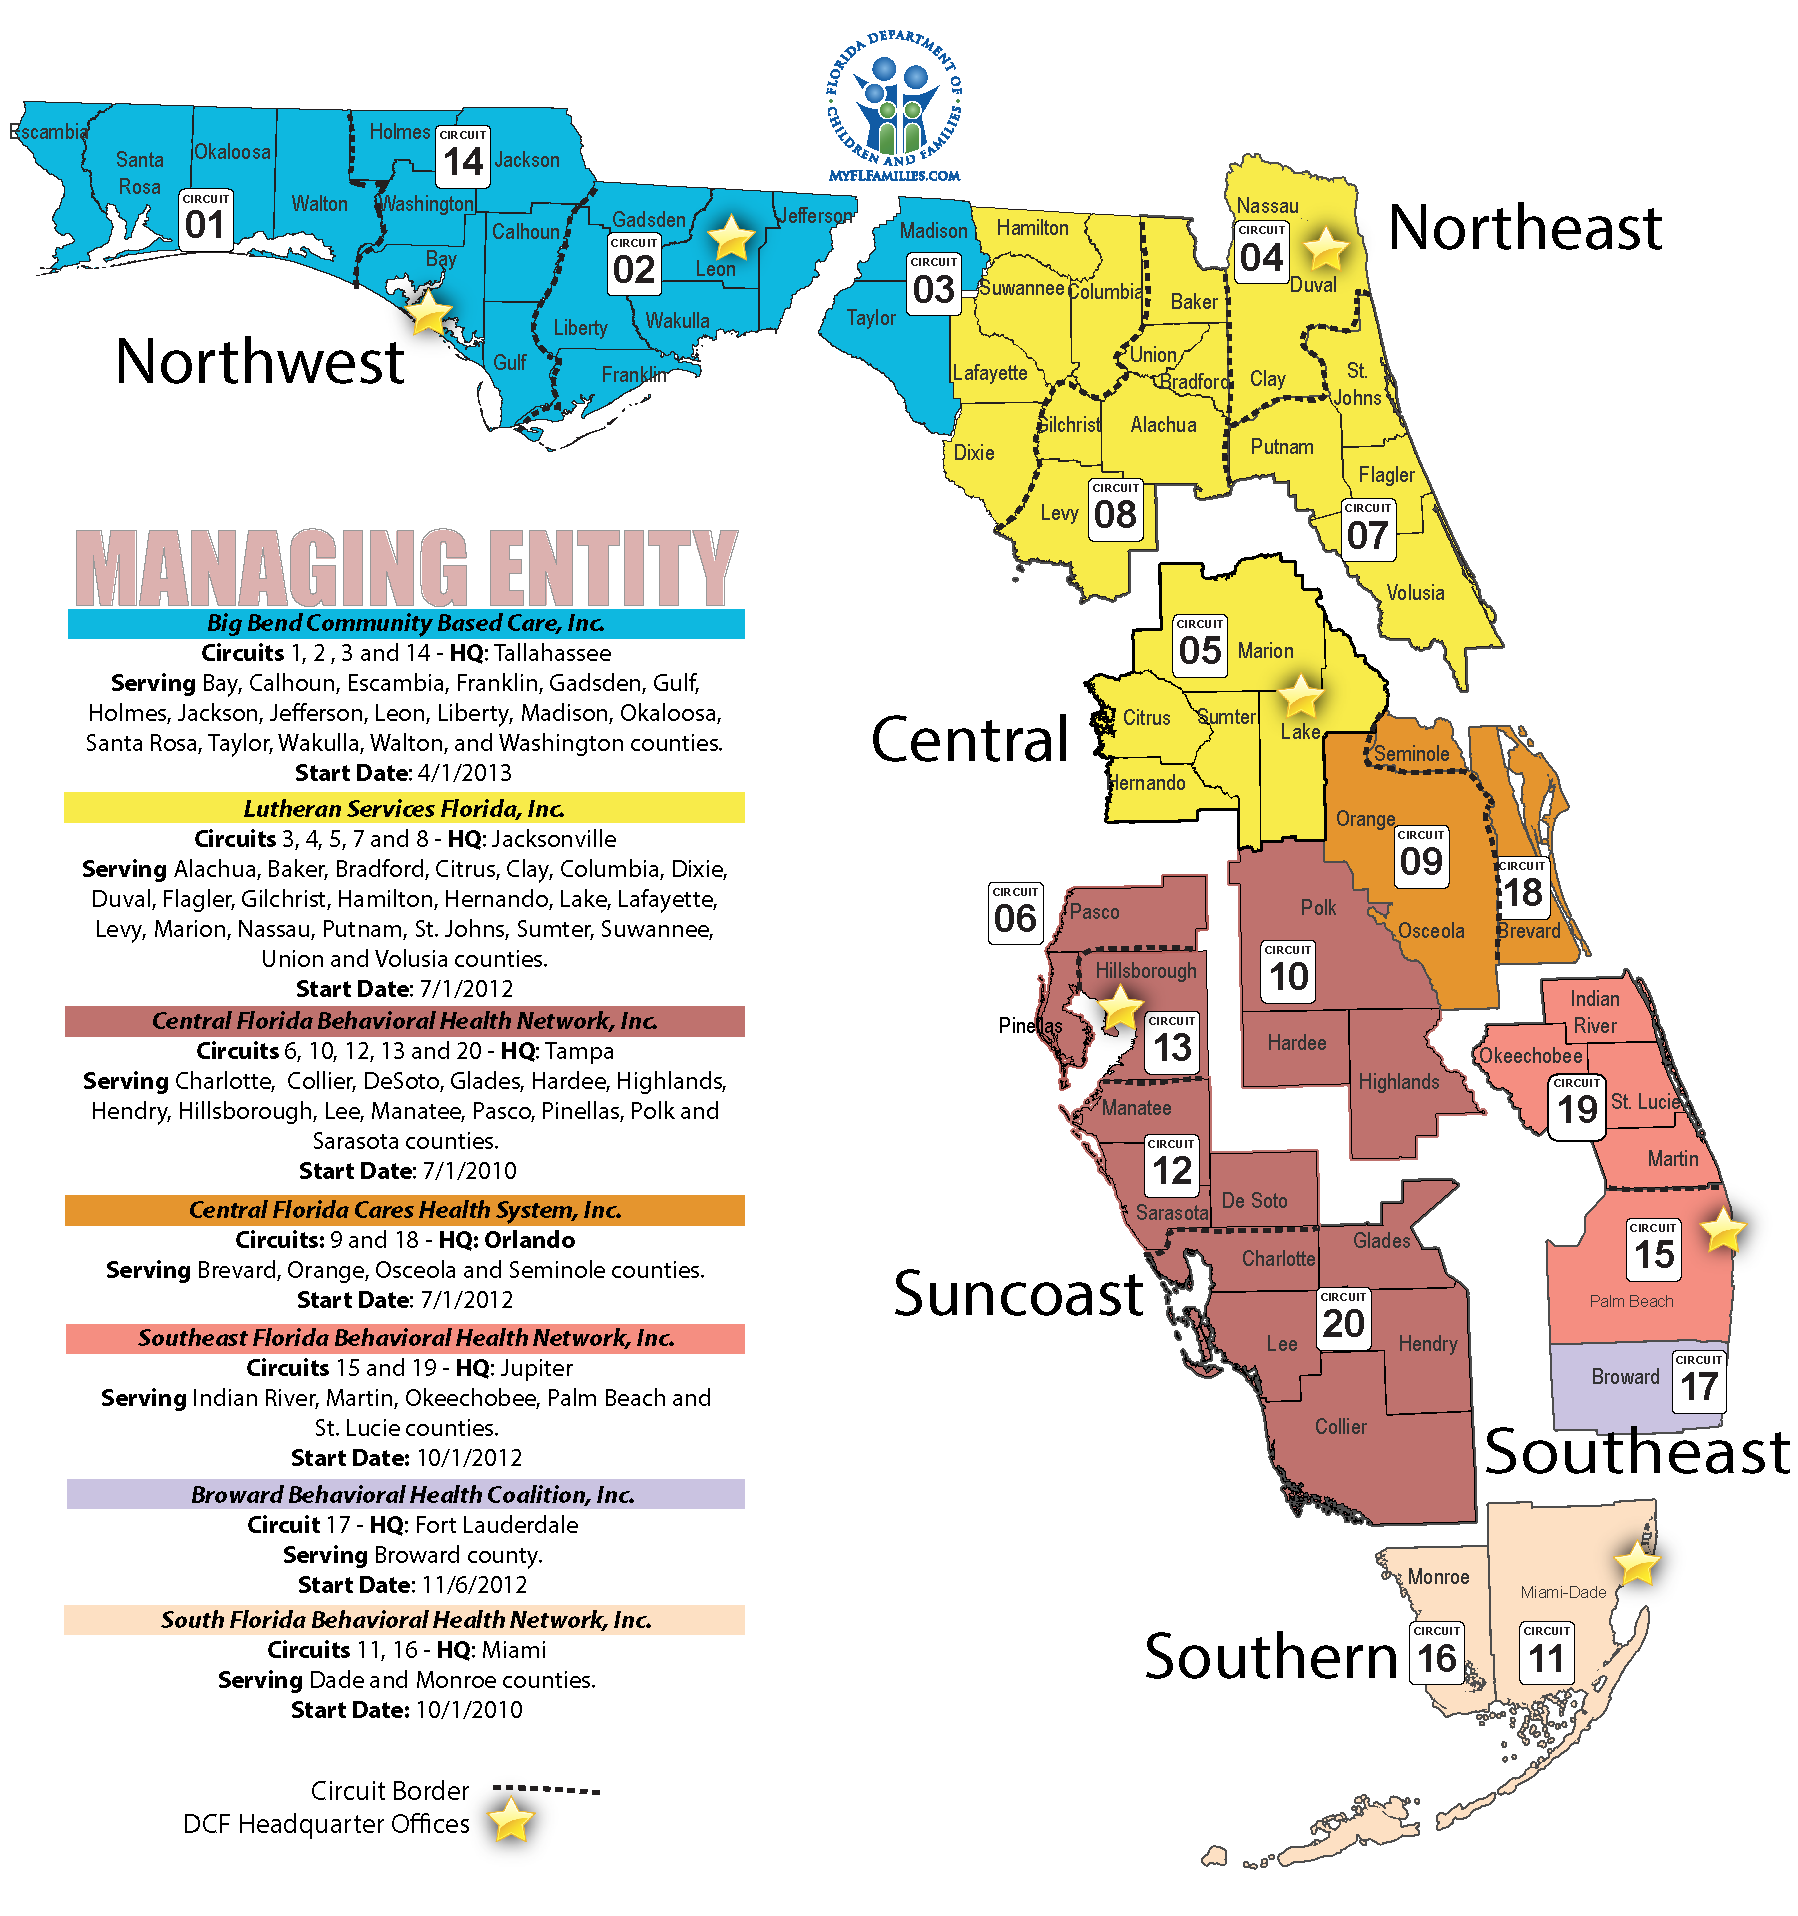 FLORIDA DEPARTMENT OF
CHILDREN AND FAMILIES
MYFLFAMILIES.COM
Escambia
Santa
Rosa
Okaloosa
Walton
CIRCUIT
01
Holmes
CIRCUIT
14
Jackson
Washington
Bay
Calhoun
Gulf
Gadsden
CIRCUIT
02
Leon
Jefferson
Liberty
Wakulla
Franklin
Northwest
Madison
CIRCUIT
03
Taylor
Hamilton
Suwannee
Columbia
Lafayette
Dixie
Baker
Union
Bradford
Gilchrist
Alachua
Levy
CIRCUIT
08
Nassau
CIRCUIT
04
Duval
Clay
St.
Johns
Putnam
Flagler
CIRCUIT
07
Volusia
Northeast
CIRCUIT
05
Marion
Citrus
Sumter
Lake
Hernando
Central
Seminole
Orange
CIRCUIT
09
Osceola
CIRCUIT
18
Brevard
CIRCUIT
06
Pasco
Hillsborough
Pinellas
CIRCUIT
13
Polk
CIRCUIT
10
Hardee
Highlands
Manatee
CIRCUIT
12
Sarasota
De Soto
Charlotte
Glades
CIRCUIT
20
Lee
Hendry
Collier
Suncoast
Indian
River
Okeechobee
CIRCUIT
19
St. Lucie
Martin
CIRCUIT
15
Palm Beach
Broward
CIRCUIT
17
Southeast
Monroe
CIRCUIT
16
Miami-Dade
CIRCUIT
11
Southern
MANAGING ENTITY
Big Bend Community Based Care, Inc.
Circuits 1, 2 , 3 and 14 - HQ: Tallahassee
Serving Bay, Calhoun, Escambia, Franklin, Gadsden, Gulf,
Holmes, Jackson, Jefferson, Leon, Liberty, Madison, Okaloosa,
Santa Rosa, Taylor, Wakulla, Walton, and Washington counties.
Start Date: 4/1/2013
Lutheran Services Florida, Inc.
Circuits 3, 4, 5, 7 and 8 - HQ: Jacksonville
Serving Alachua, Baker, Bradford, Citrus, Clay, Columbia, Dixie,
Duval, Flagler, Gilchrist, Hamilton, Hernando, Lake, Lafayette,
Levy, Marion, Nassau, Putnam, St. Johns, Sumter, Suwannee,
Union and Volusia counties.
Start Date: 7/1/2012
Central Florida Behavioral Health Network, Inc.
Circuits 6, 10, 12, 13 and 20 - HQ: Tampa
Serving Charlotte, Collier, DeSoto, Glades, Hardee, Highlands,
Hendry, Hillsborough, Lee, Manatee, Pasco, Pinellas, Polk and
Sarasota counties.
Start Date: 7/1/2010
Central Florida Cares Health System, Inc.
Circuits: 9 and 18 - HQ: Orlando
Serving Brevard, Orange, Osceola and Seminole counties.
Start Date: 7/1/2012
Southeast Florida Behavioral Health Network, Inc.
Circuits 15 and 19 - HQ: Jupiter
Serving Indian River, Martin, Okeechobee, Palm Beach and
St. Lucie counties.
Start Date: 10/1/2012
Broward Behavioral Health Coalition, Inc.
Circuit 17 - HQ: Fort Lauderdale
Serving Broward county.
Start Date: 11/6/2012
South Florida Behavioral Health Network, Inc.
Circuits 11, 16 - HQ: Miami
Serving Dade and Monroe counties.
Start Date: 10/1/2010
Circuit Border
DCF Headquarter Offices